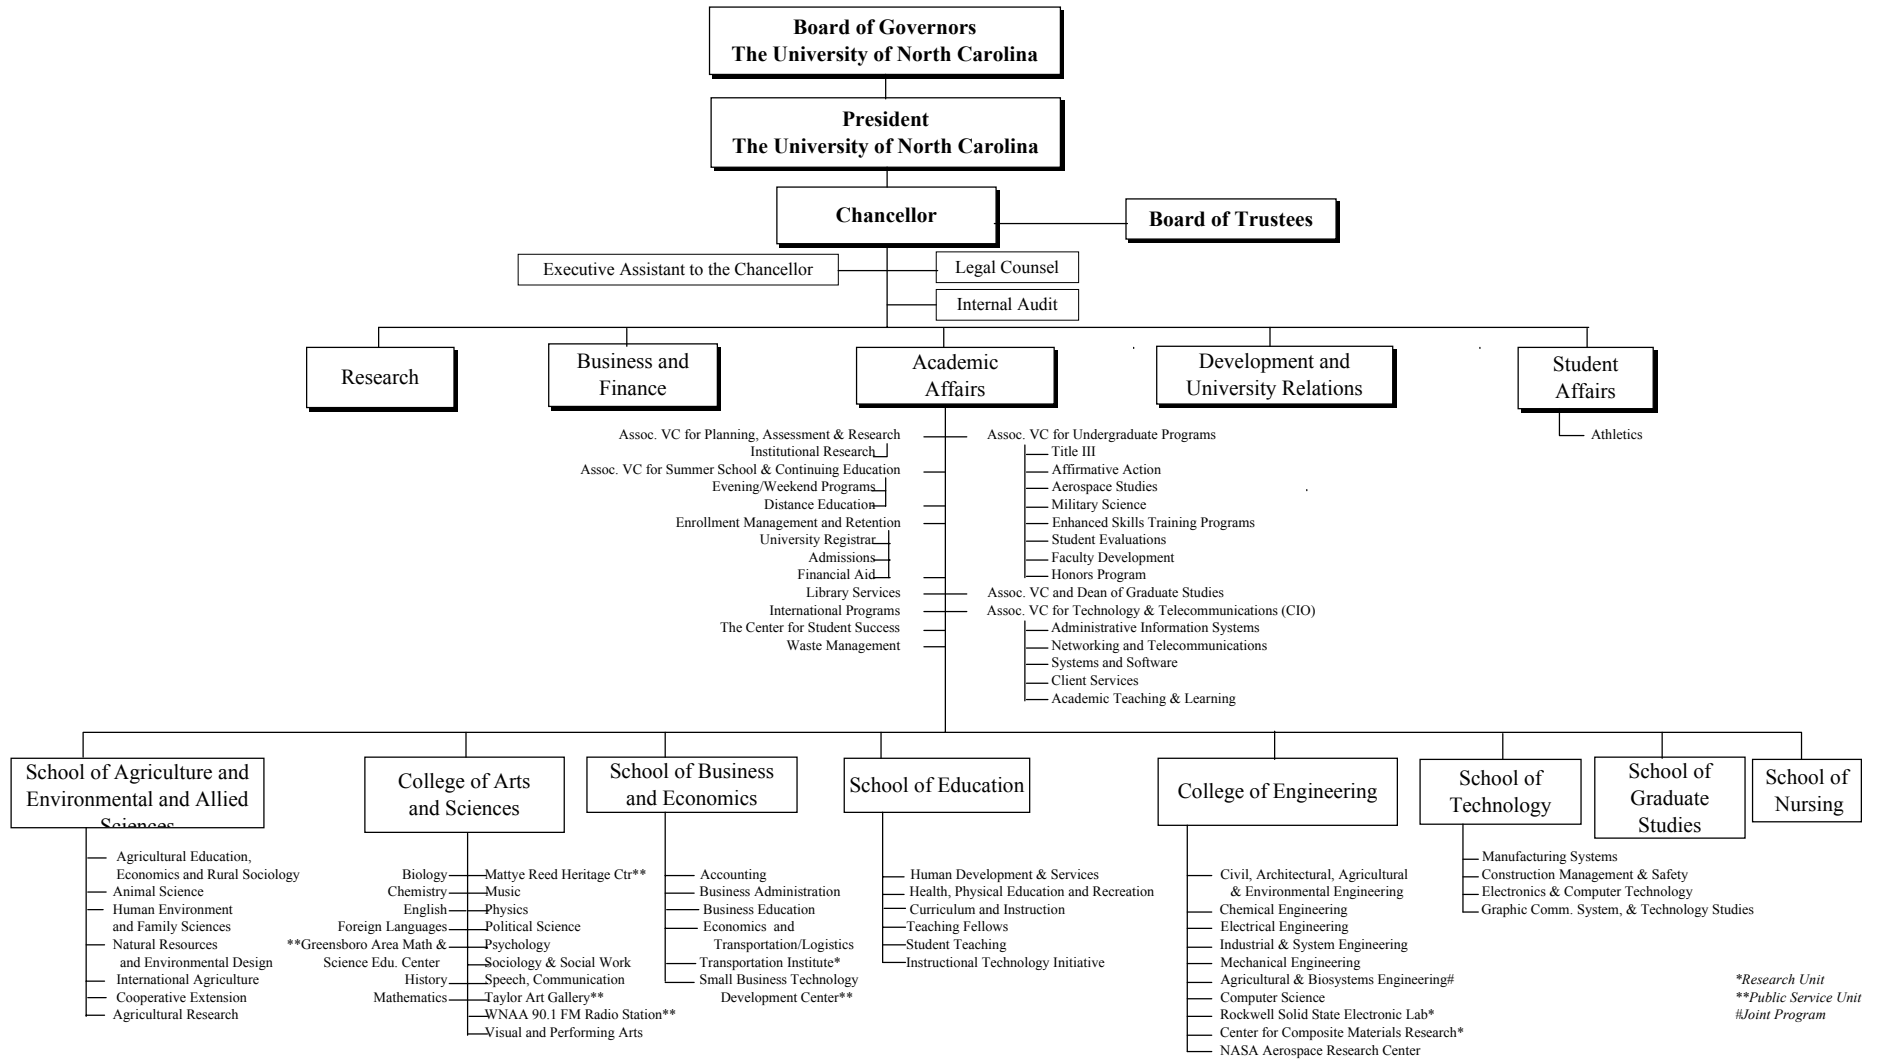 Board of Governors
The University of North Carolina
President
The University of North Carolina
Chancellor
Board of Trustees
Executive Assistant to the Chancellor
Legal Counsel
Internal Audit
Research
Business and
Finance
Academic
Affairs
Development and
University Relations
Student
Affairs
Athletics
Assoc. VC for Planning, Assessment & Research
Institutional Research
Assoc. VC for Summer School & Continuing Education
Evening/Weekend Programs
Distance Education
Enrollment Management and Retention
University Registrar
Admissions
Financial Aid
Library Services
International Programs
The Center for Student Success
Waste Management
Assoc. VC for Undergraduate Programs
Title III
Affirmative Action
Aerospace Studies
Military Science
Enhanced Skills Training Programs
Student Evaluations
Faculty Development
Honors Program
Assoc. VC and Dean of Graduate Studies
Assoc. VC for Technology & Telecommunications (CIO)
Administrative Information Systems
Networking and Telecommunications
Systems and Software
Client Services
Academic Teaching & Learning
School of Agriculture and
Environmental and Allied
Sciences
Agricultural Education,
Economics and Rural Sociology
Animal Science
Human Environment
and Family Sciences
Natural Resources
and Environmental Design
International Agriculture
Cooperative Extension
Agricultural Research
College of Arts
and Sciences
Biology
Chemistry
English
Foreign Languages
**Greensboro Area Math &
Science Edu. Center
History
Mathematics
Mattye Reed Heritage Ctr**
Music
Physics
Political Science
Psychology
Sociology & Social Work
Speech, Communication
Taylor Art Gallery**
WNAA 90.1 FM Radio Station**
Visual and Performing Arts
School of Business
and Economics
Accounting
Business Administration
Business Education
Economics and
Transportation/Logistics
Transportation Institute*
Small Business Technology
Development Center**
School of Education
Human Development & Services
Health, Physical Education and Recreation
Curriculum and Instruction
Teaching Fellows
Student Teaching
Instructional Technology Initiative
College of Engineering
Civil, Architectural, Agricultural
& Environmental Engineering
Chemical Engineering
Electrical Engineering
Industrial & System Engineering
Mechanical Engineering
Agricultural & Biosystems Engineering#
Computer Science
Rockwell Solid State Electronic Lab*
Center for Composite Materials Research*
NASA Aerospace Research Center
School of
Technology
Manufacturing Systems
Construction Management & Safety
Electronics & Computer Technology
Graphic Comm. System, & Technology Studies
School of
Graduate
Studies
School of
Nursing
*Research Unit
**Public Service Unit
#Joint Program